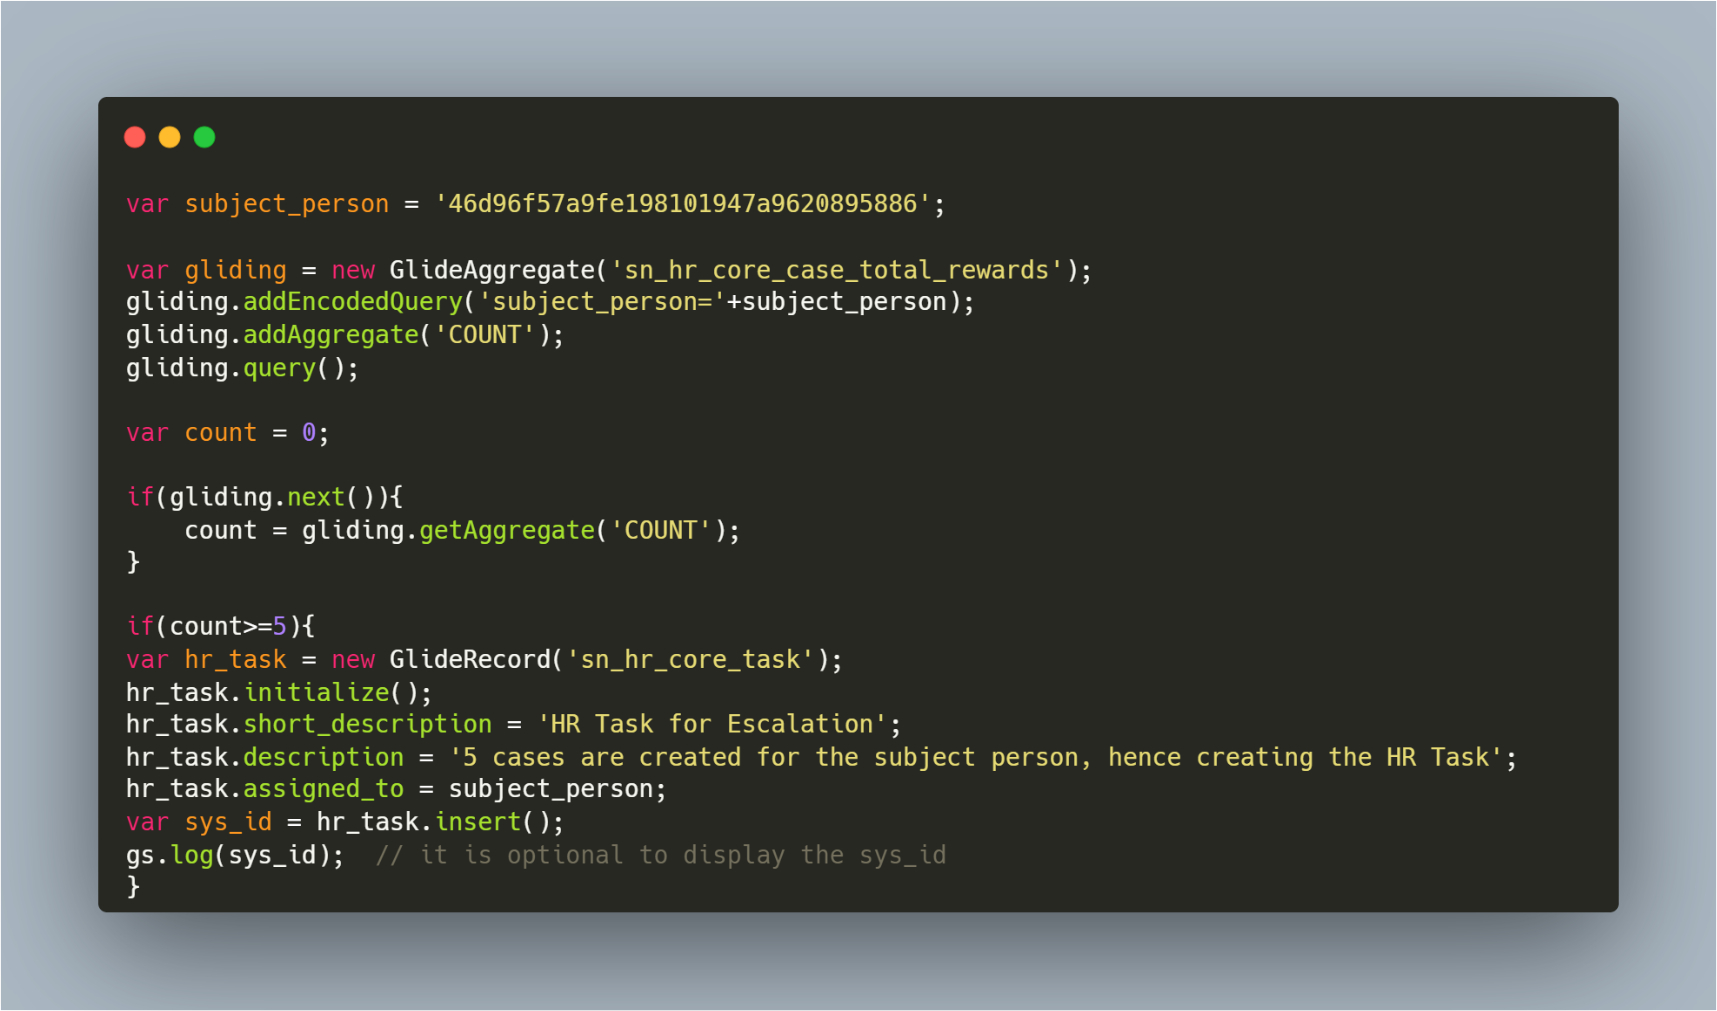 var subject_person = '46d96f57a9fe198101947a9620895886';
var gliding = new GlideAggregate('sn_hr_core_case_total_rewards');
gliding.addEncodedQuery('subject_person='+subject_person);
gliding.addAggregate('COUNT');
gliding.query();
var count = 0;
if(gliding.next()){
    count = gliding.getAggregate('COUNT');
}
if(count>=5){
var hr_task = new GlideRecord('sn_hr_core_task');
hr_task.initialize();
hr_task.short_description = 'HR Task for Escalation';
hr_task.description = '5 cases are created for the subject person, hence creating the HR Task';
hr_task.assigned_to = subject_person;
var sys_id = hr_task.insert();
gs.log(sys_id);  // it is optional to display the sys_id
}